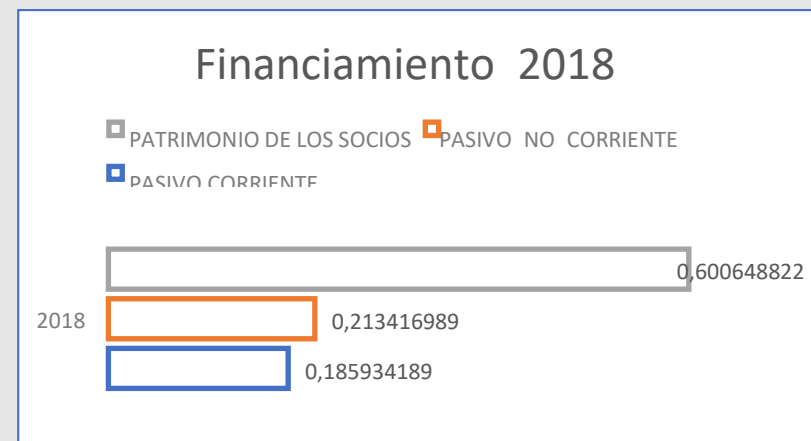 Financiamiento 2018
PATRIMONIO DE LOS SOCIOS PASIVO NO CORRIENTE
PASIVO CORRIENTE
0,600648822
2018 0,213416989
0,185934189